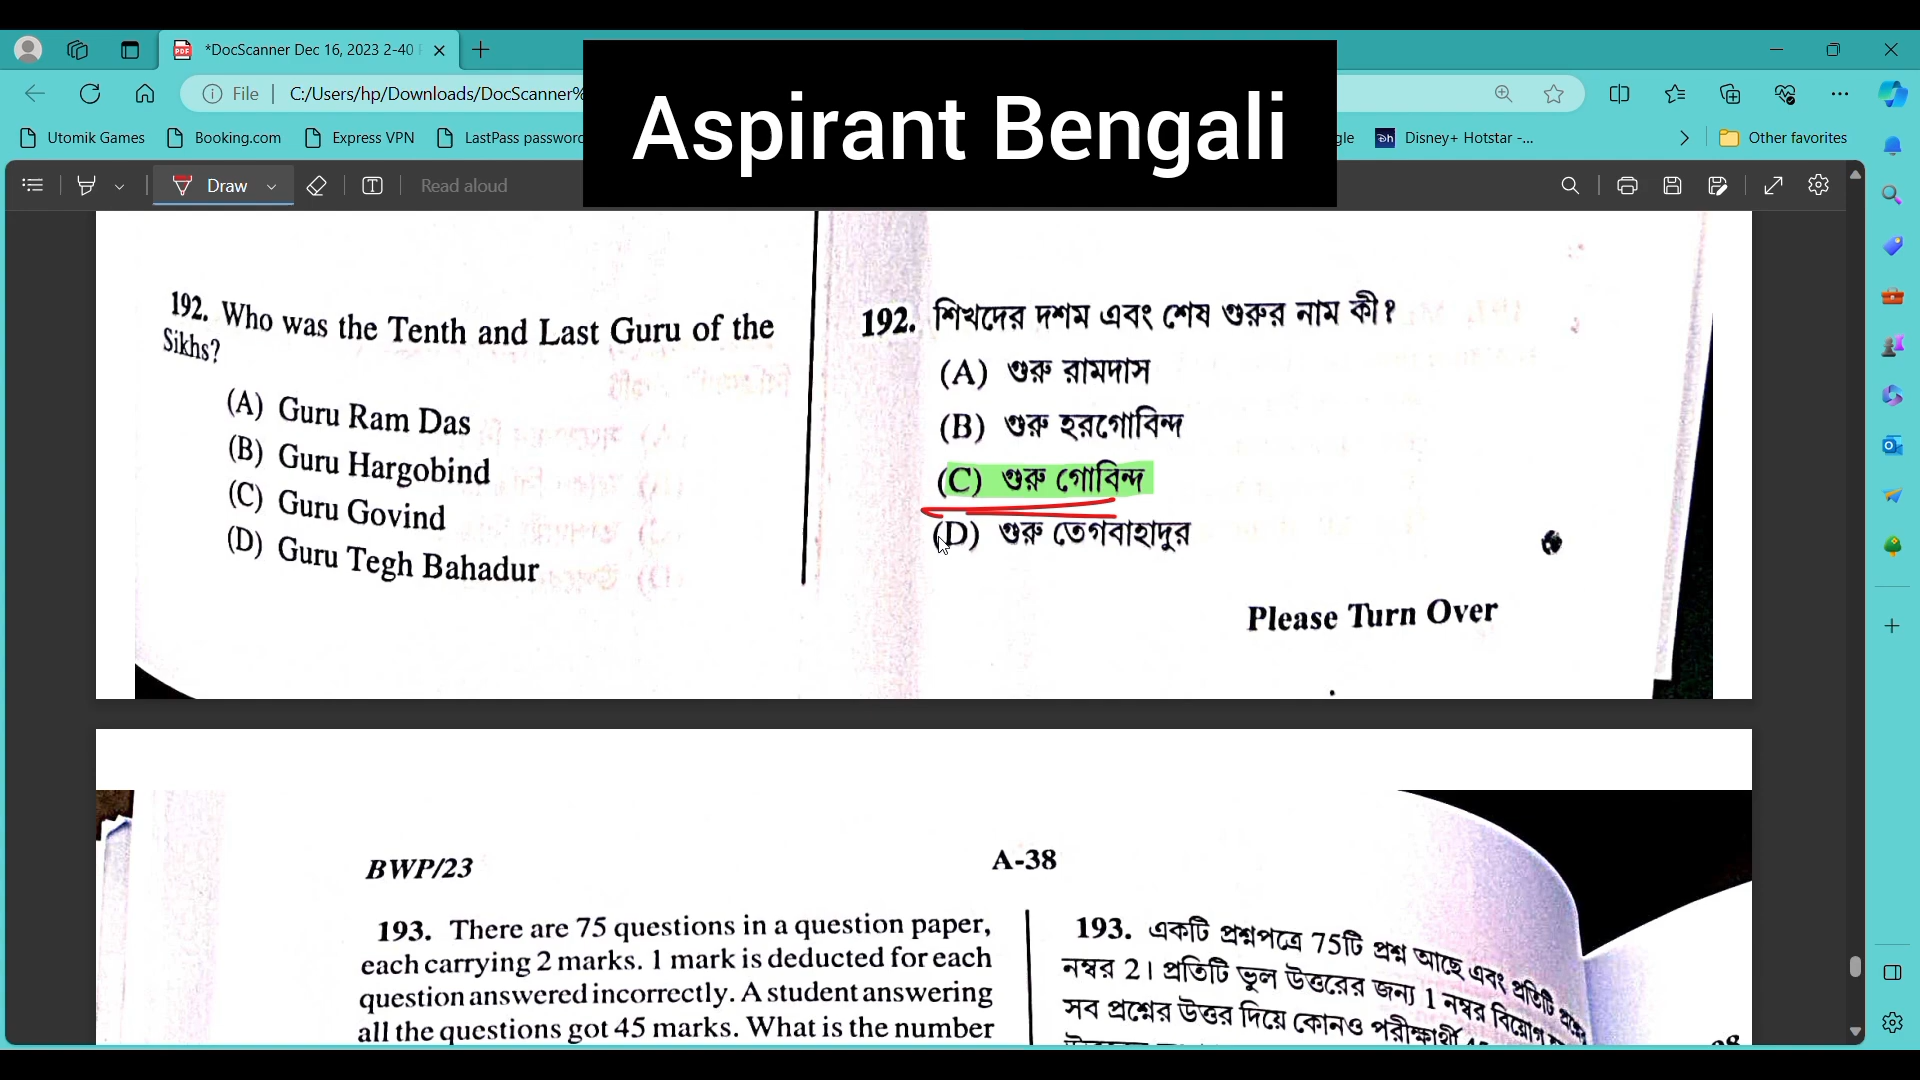 *DocScanner Dec 16, 2023 2-40
File
C:/Users/hp/Downloads/DocScanner%
Aspirant Bengali
Utomik Games
Booking.com
Express VPN
LastPass password
Disney+ Hotstar -...
Other favorites
Draw
Read aloud
192. Who was the Tenth and Last Guru of the
Sikhs?
(A) Guru Ram Das
(B) Guru Hargobind
(C) Guru Govind
(D) Guru Tegh Bahadur
192. শিখদের দশম এবং শেষ গুরুর নাম কী?
(A) গুরু রামদাস
(B) গুরু হরগোবিন্দ
(C) গুরু গোবিন্দ
(D) গুরু তেগবাহাদুর
Please Turn Over
BWP/23
A-38
193. There are 75 questions in a question paper,
each carrying 2 marks. 1 mark is deducted for each
question answered incorrectly. A student answering
all the questions got 45 marks. What is the number
193. একটি প্রশ্নপত্রে 75টি প্রশ্ন আছে এবং প্রতিটি
নম্বর 2। প্রতিটি ভুল উত্তরের জন্য 1 নম্বর বিয়োগ
সব প্রশ্নের উত্তর দিয়ে কোনও পরীক্ষার্থী